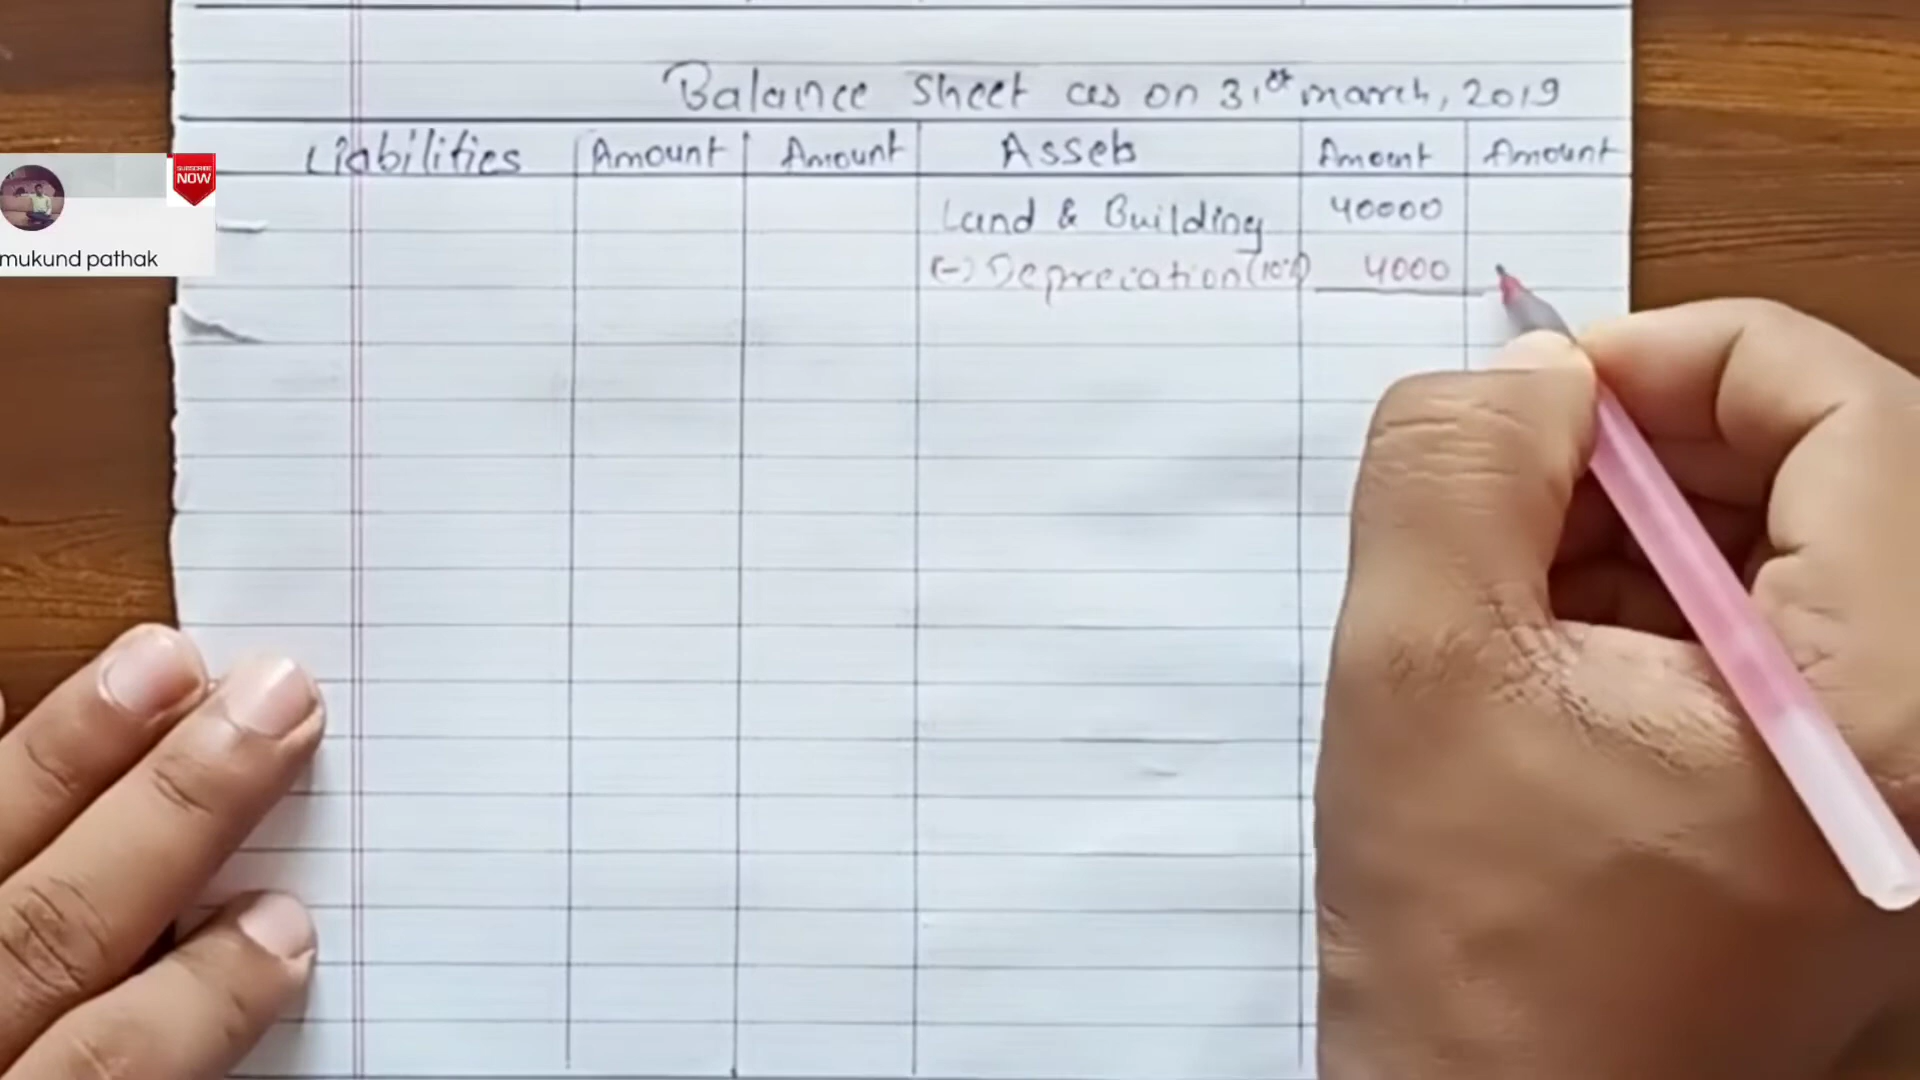 Balance Sheet as on 31st march, 2019
Liabilities Amount Amount Assets Amount Amount
Land & Building 40000
(-) Depreciation (10%) 4000
SUBSCRIBE
NOW
mukund pathak